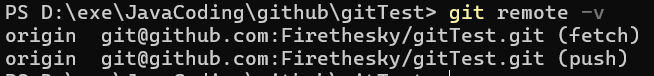 PS D:\exe\JavaCoding\github\gitTest> git remote -v
origin  git@github.com:Firethesky/gitTest.git (fetch)
origin  git@github.com:Firethesky/gitTest.git (push)